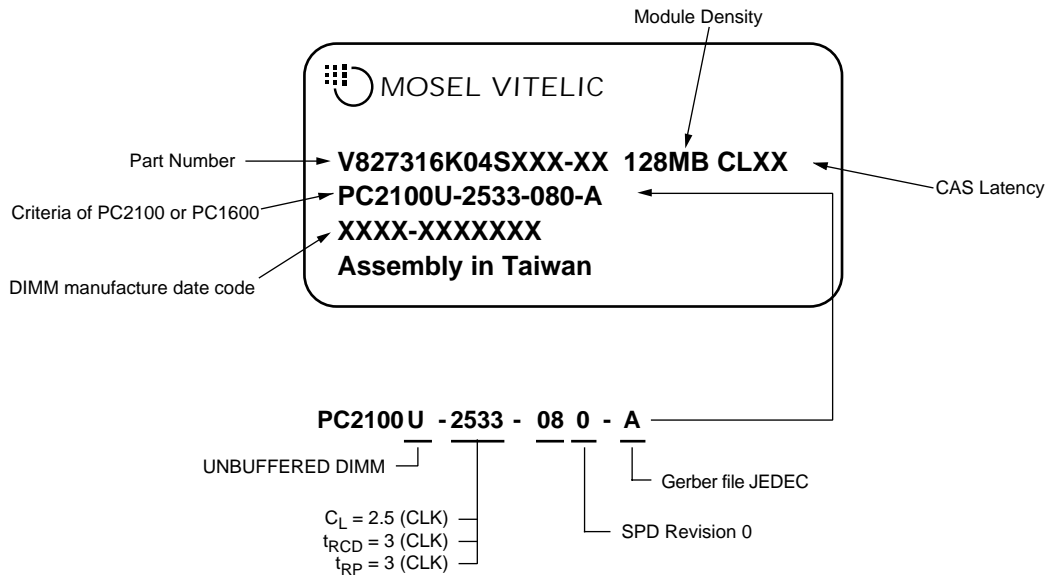 Module Density
MOSEL VITELIC
Part Number
V827316K04SXXX-XX 128MB CLXX
CAS Latency
Criteria of PC2100 or PC1600
PC2100U-2533-080-A
XXXX-XXXXXXX
DIMM manufacture date code
Assembly in Taiwan
PC2100 U - 2533 - 08 0 - A
UNBUFFERED DIMM
Gerber file JEDEC
CL = 2.5 (CLK)
SPD Revision 0
tRCD = 3 (CLK)
tRP = 3 (CLK)